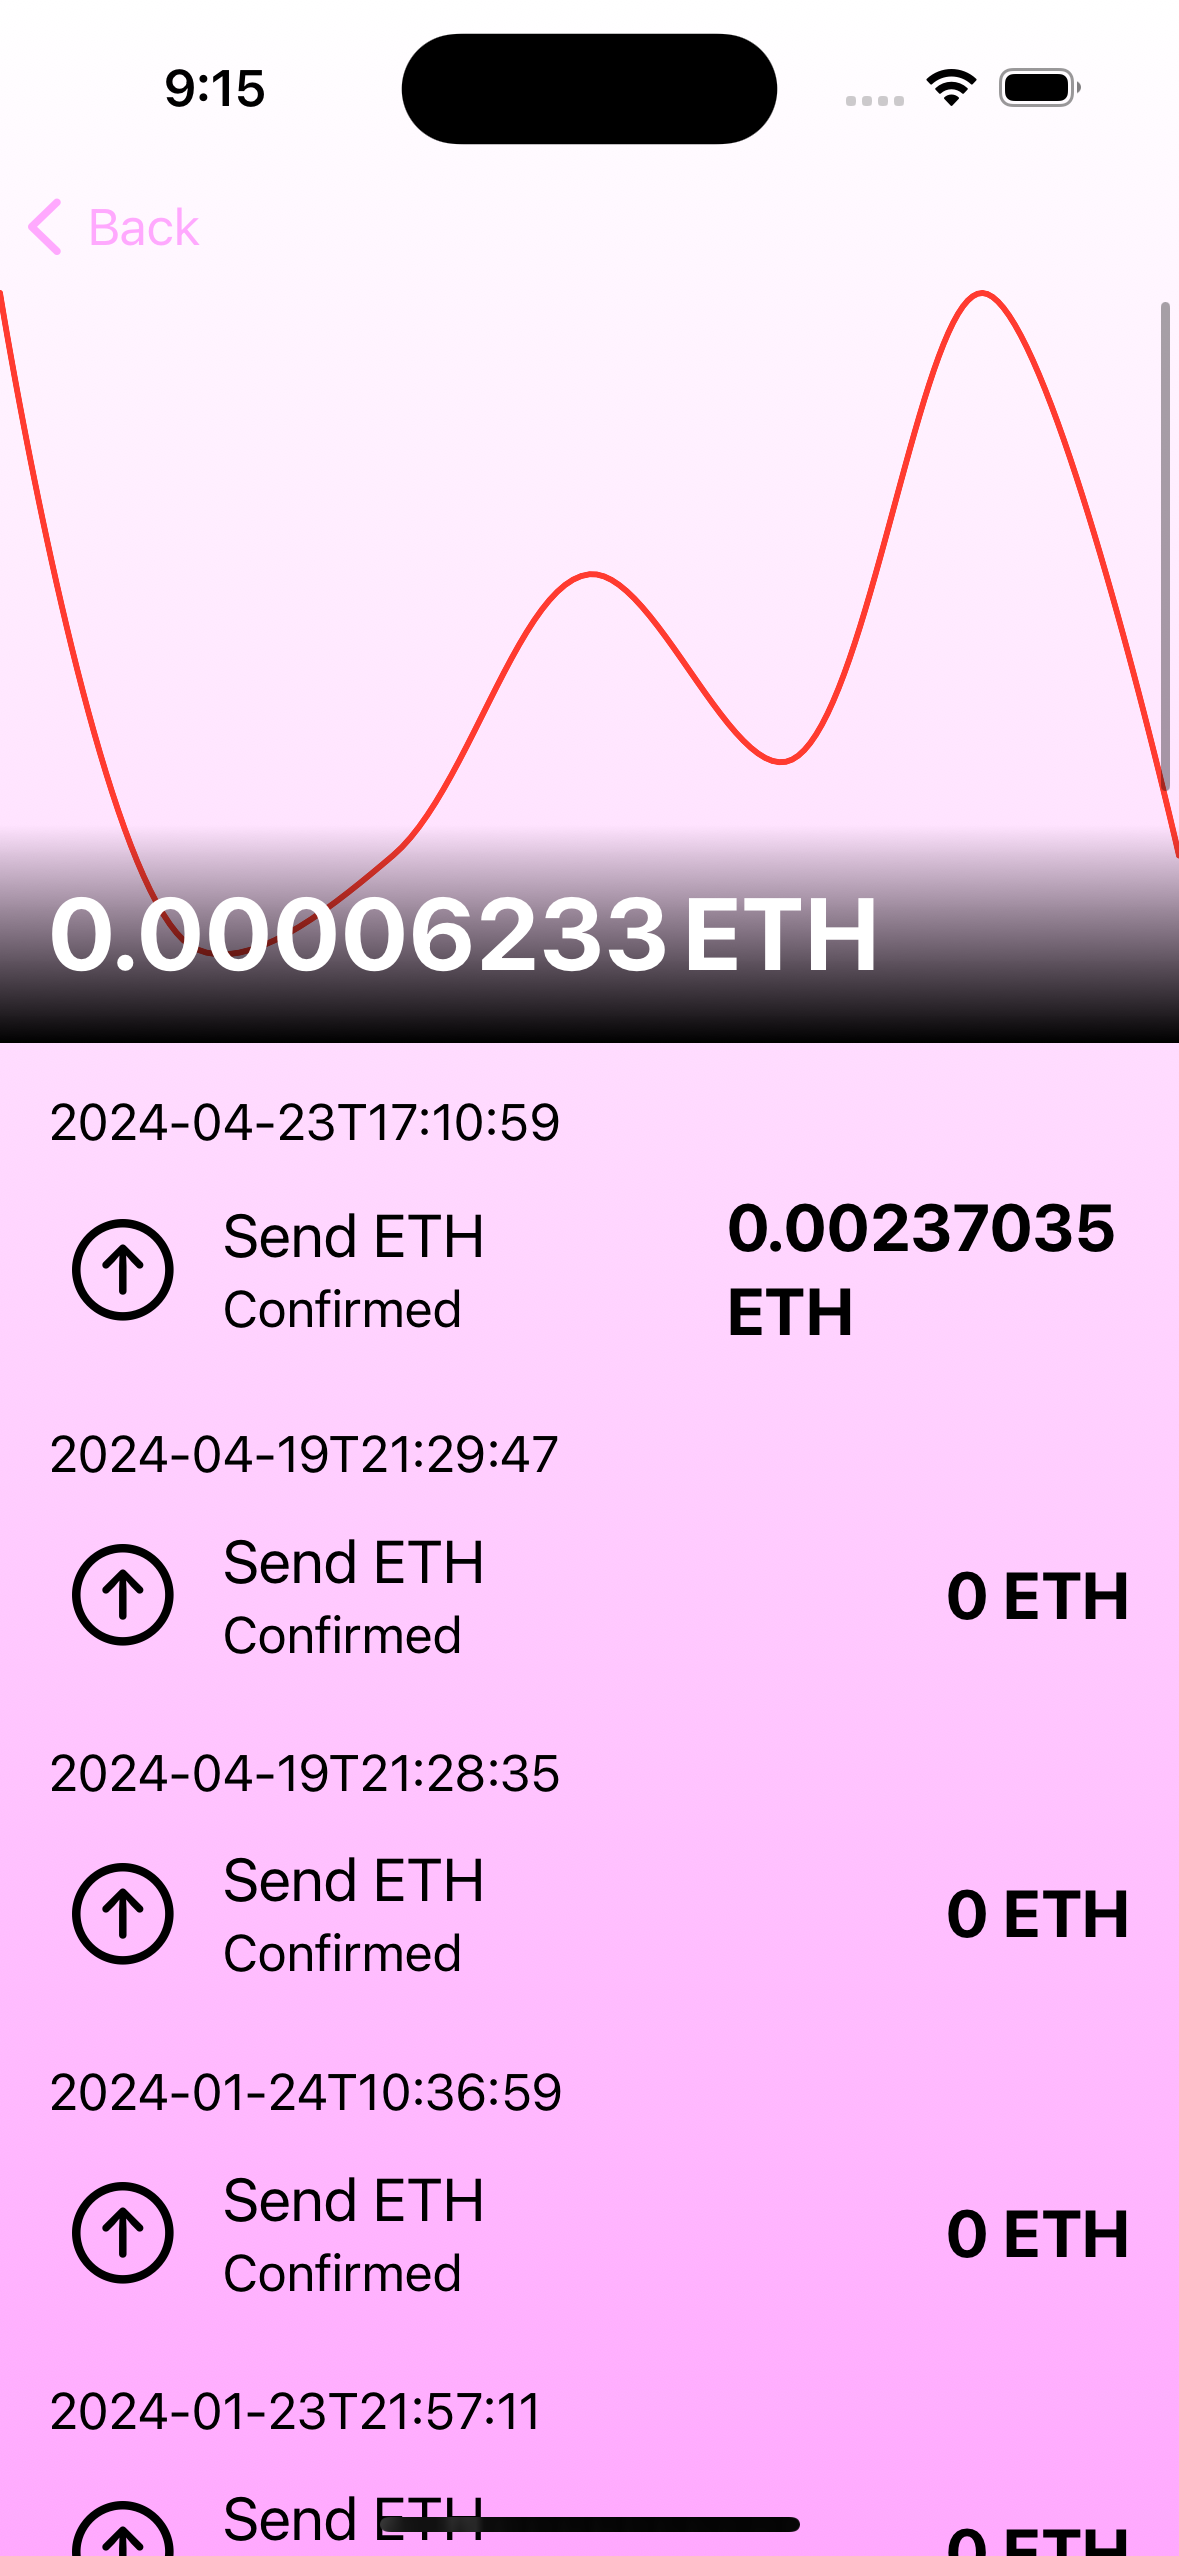 9:15
Back
0.00006233 ETH
2024-04-23T17:10:59
Send ETH
Confirmed
0.00237035
ETH
2024-04-19T21:29:47
Send ETH
Confirmed
0 ETH
2024-04-19T21:28:35
Send ETH
Confirmed
0 ETH
2024-01-24T10:36:59
Send ETH
Confirmed
0 ETH
2024-01-23T21:57:11
Send ETH
0 ETH